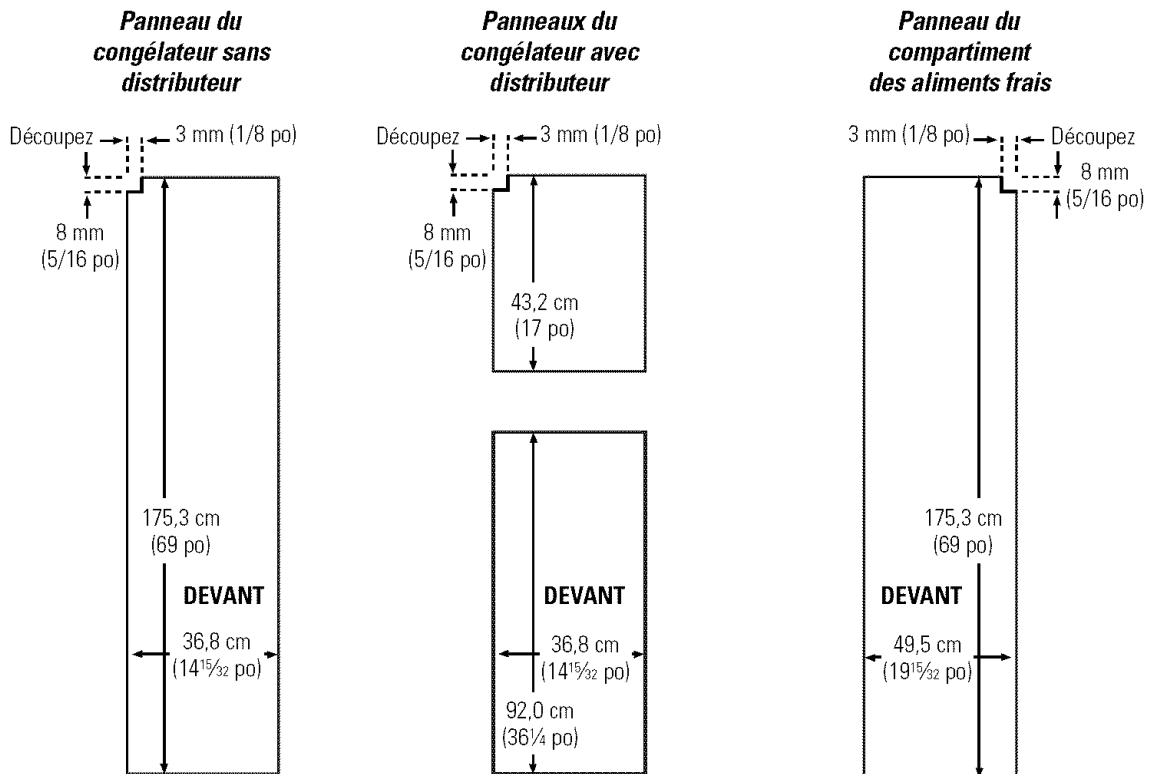 Panneau du
congélateur sans
distributeur
Découpez
3 mm (1/8 po)
8 mm
(5/16 po)
175,3 cm
(69 po)
DEVANT
36,8 cm
(14¹⁵⁄₃₂ po)
Panneaux du
congélateur avec
distributeur
Découpez
3 mm (1/8 po)
8 mm
(5/16 po)
43,2 cm
(17 po)
DEVANT
36,8 cm
(14¹⁵⁄₃₂ po)
92,0 cm
(36¼ po)
Panneau du
compartiment
des aliments frais
3 mm (1/8 po)
Découpez
8 mm
(5/16 po)
175,3 cm
(69 po)
DEVANT
49,5 cm
(19¹⁵⁄₃₂ po)